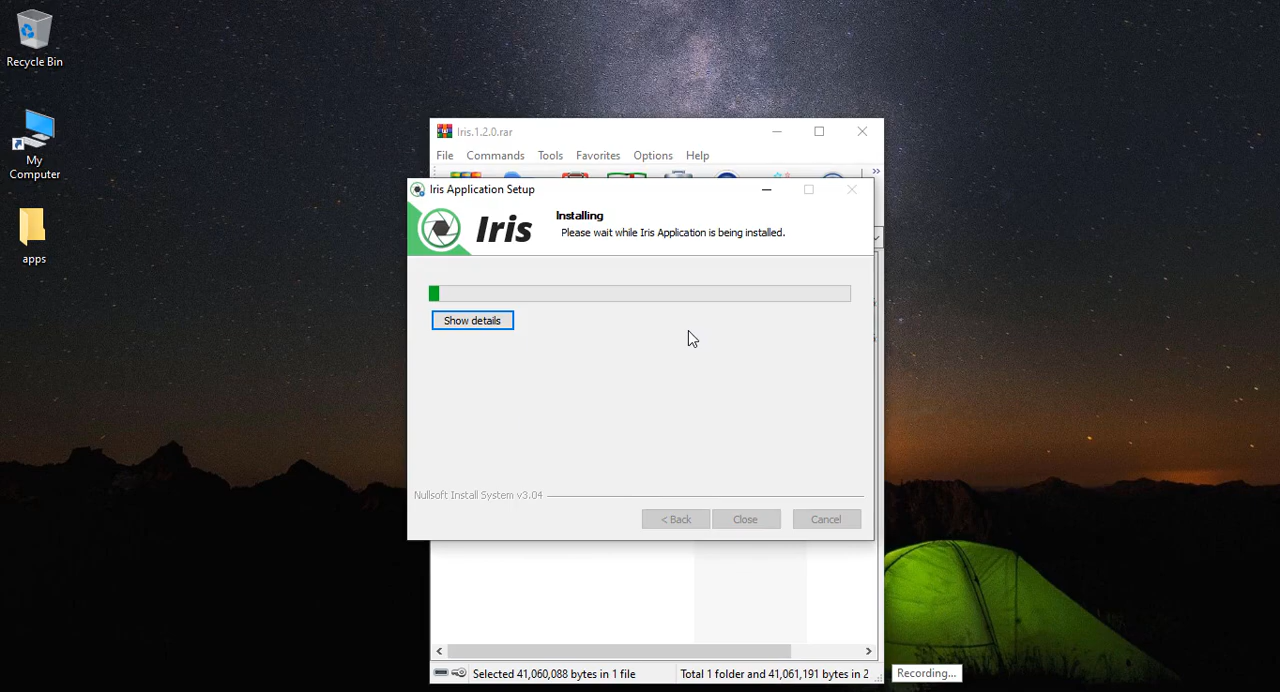 Recycle Bin
My
Computer
apps
Iris.1.2.0.rar
File Commands Tools Favorites Options Help
Iris Application Setup
Iris
Installing
Please wait while Iris Application is being installed.
Show details
Nullsoft Install System v3.04
< Back Close Cancel
Selected 41,060,088 bytes in 1 file
Total 1 folder and 41,061,191 bytes in 2
Recording...